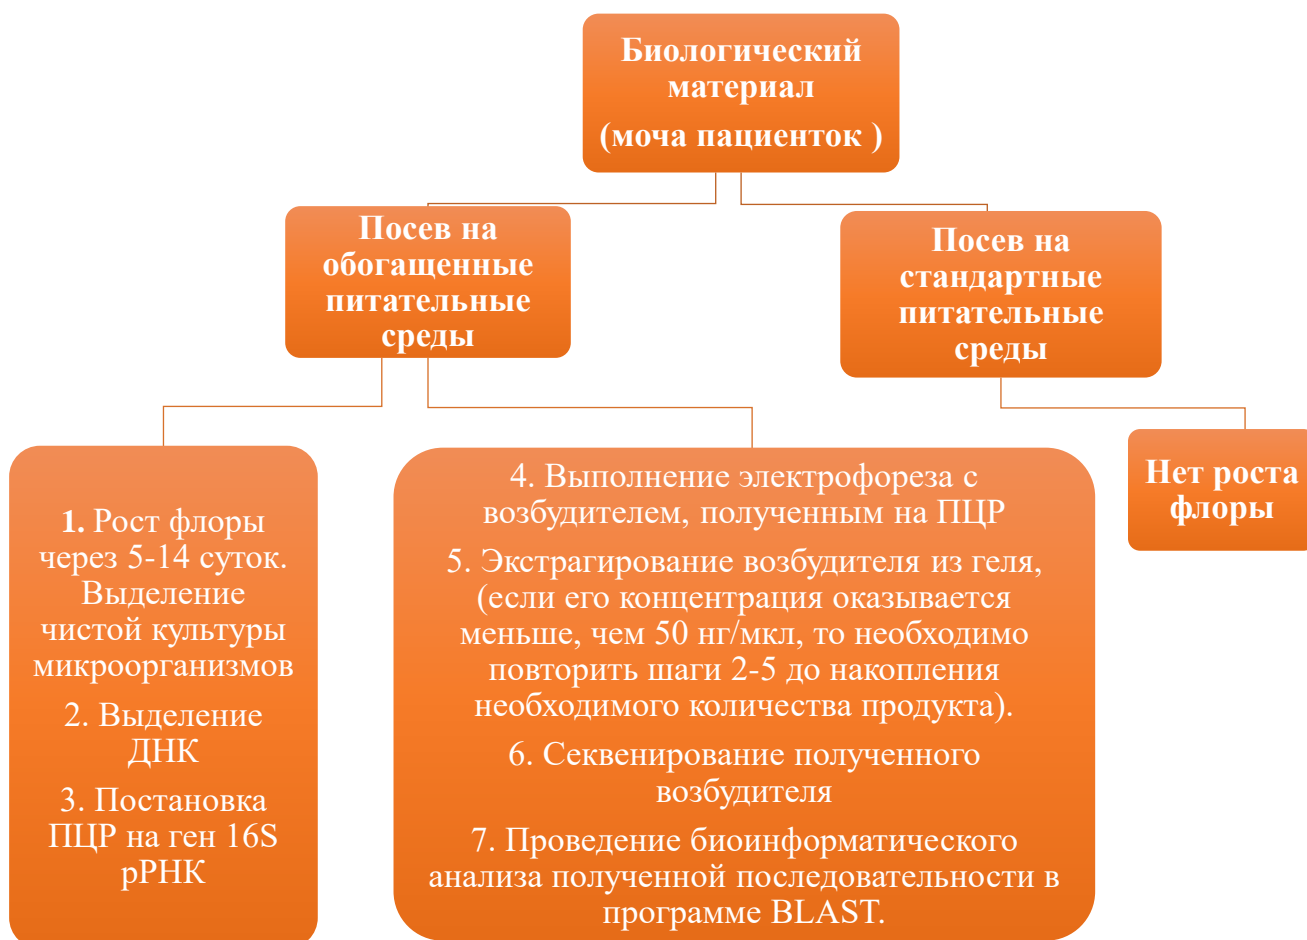 Биологический
материал
(моча пациенток )
Посев на
обогащенные
питательные
среды
Посев на
стандартные
питательные
среды
1. Рост флоры
через 5-14 суток.
Выделение
чистой культуры
микроорганизмов
2. Выделение
ДНК
3. Постановка
ПЦР на ген 16S
рРНК
4. Выполнение электрофореза с
возбудителем, полученным на ПЦР
5. Экстрагирование возбудителя из геля,
(если его концентрация оказывается
меньше, чем 50 нг/мкл, то необходимо
повторить шаги 2-5 до накопления
необходимого количества продукта).
6. Секвенирование полученного
возбудителя
7. Проведение биоинформатического
анализа полученной последовательности в
программе BLAST.
Нет роста
флоры